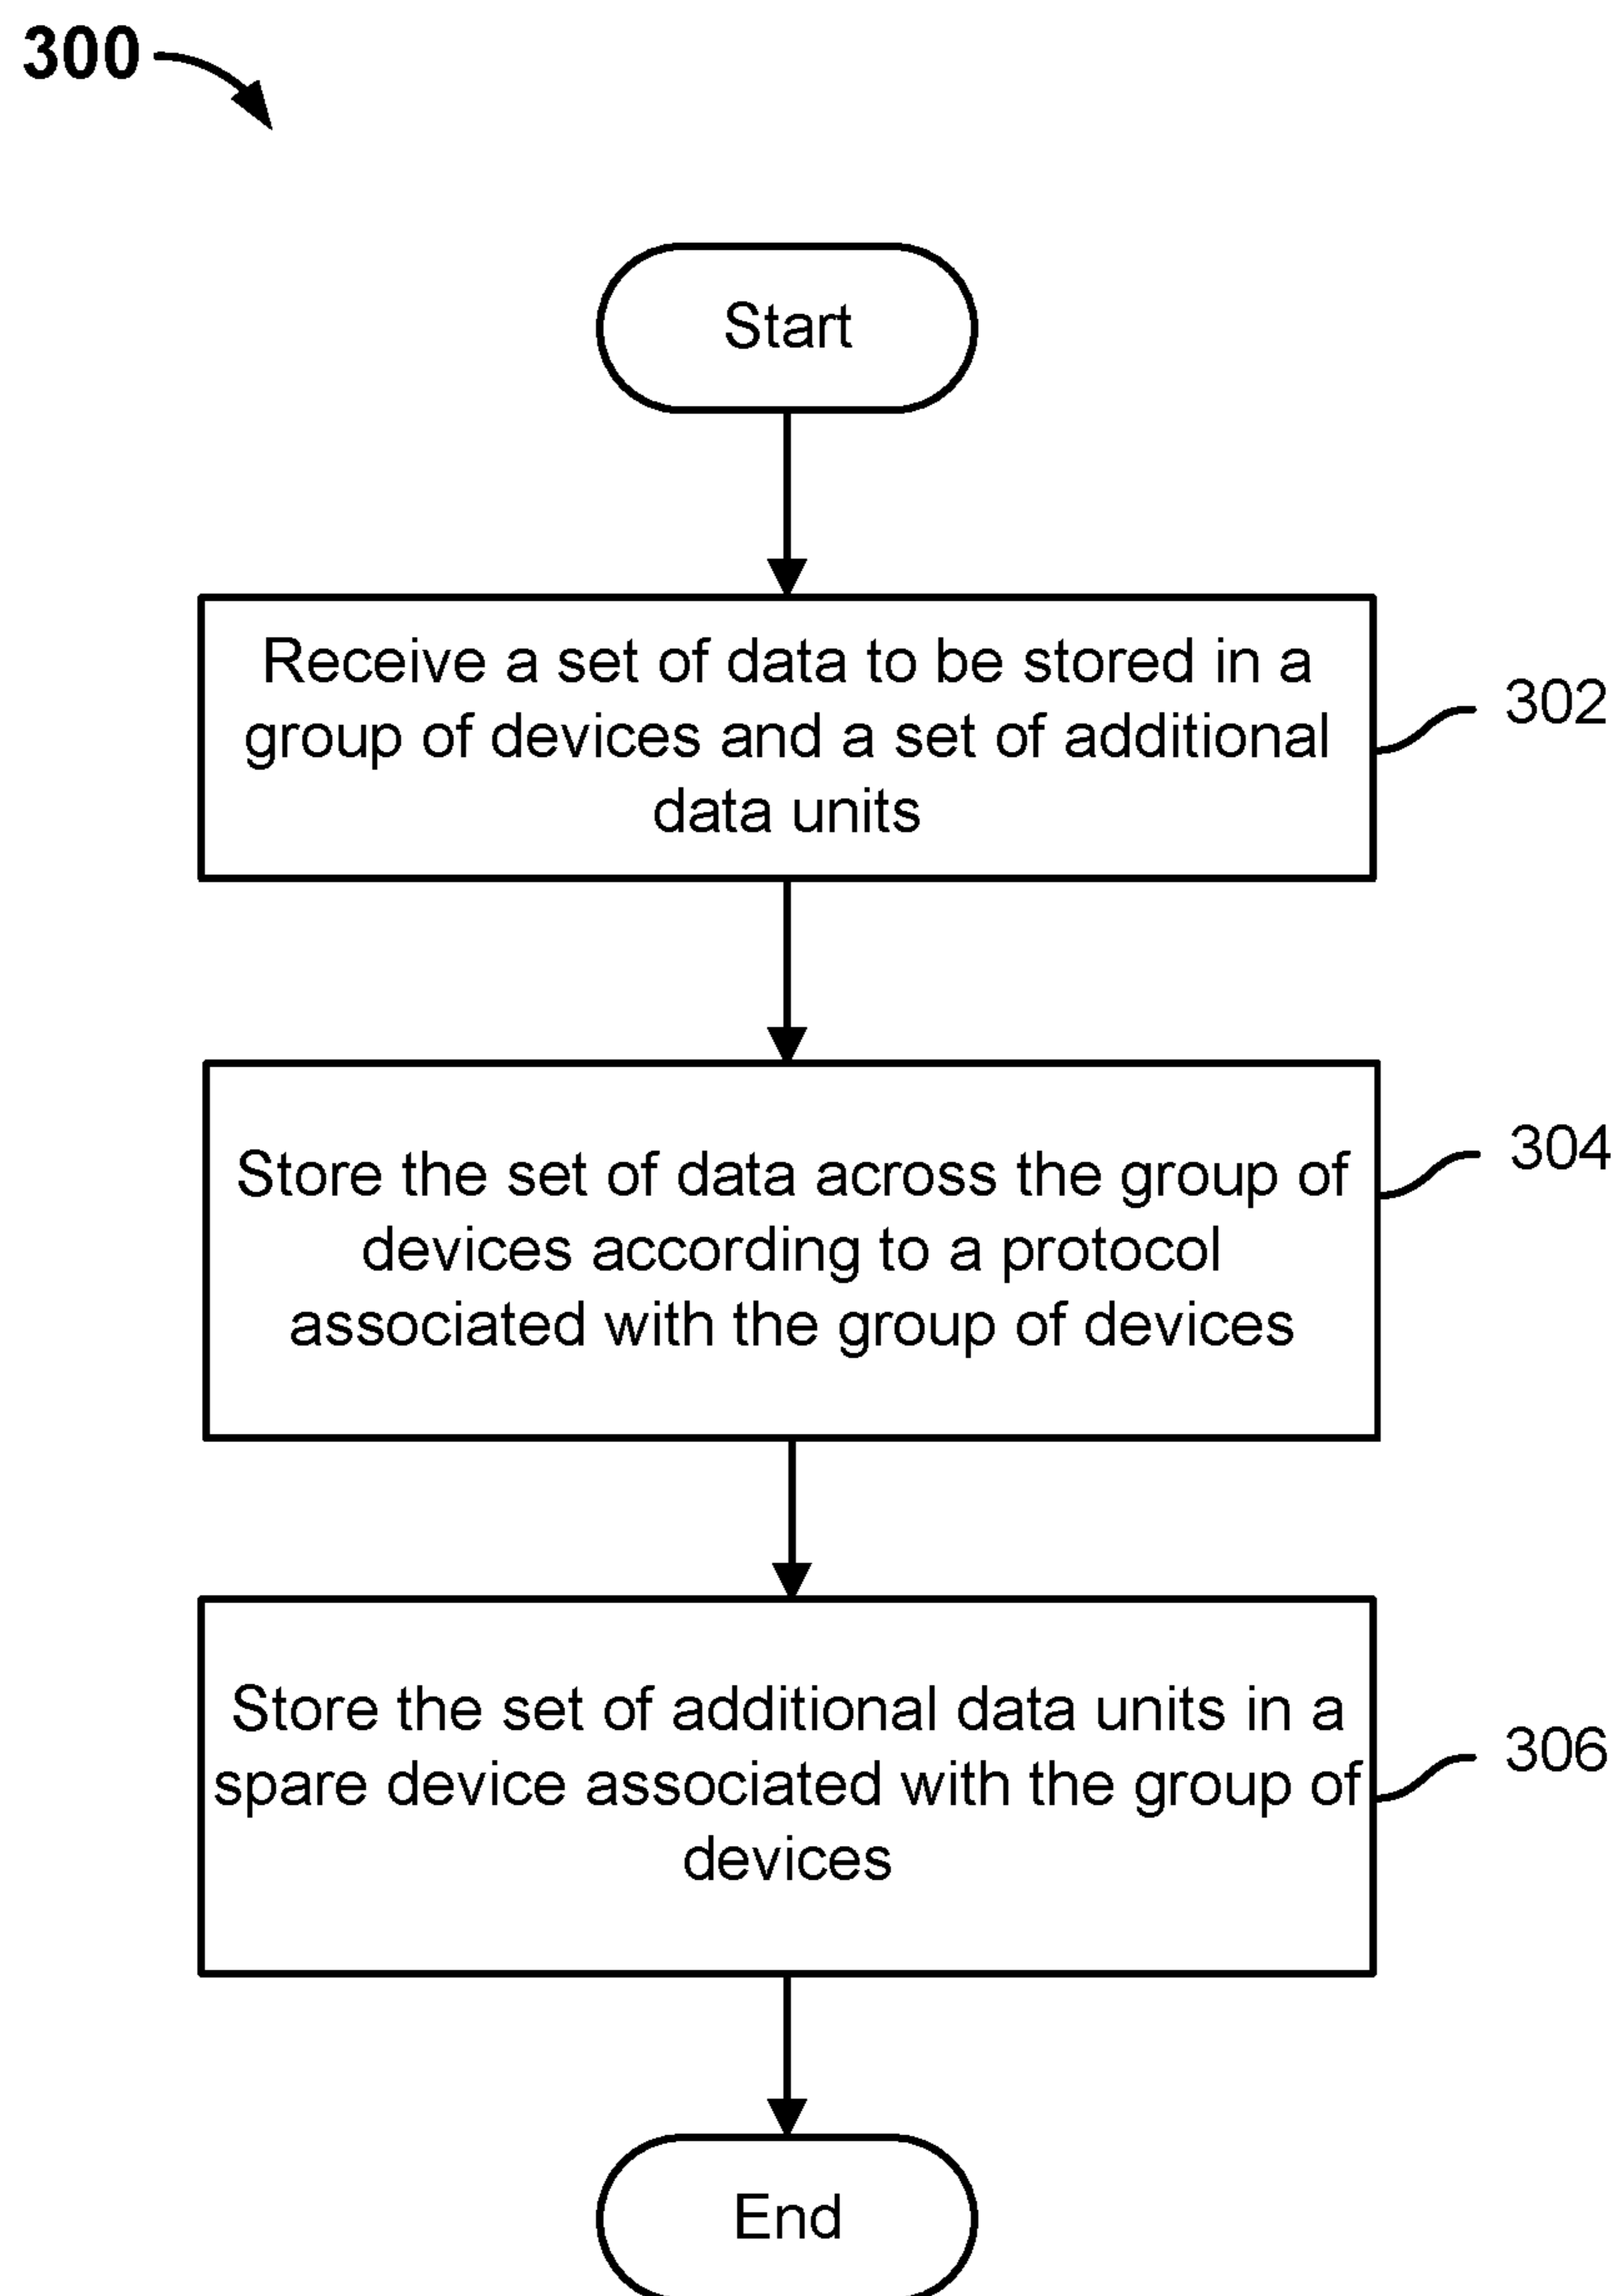 300
Start
Receive a set of data to be stored in a
group of devices and a set of additional
data units
302
Store the set of data across the group of
devices according to a protocol
associated with the group of devices
304
Store the set of additional data units in a
spare device associated with the group of
devices
306
End